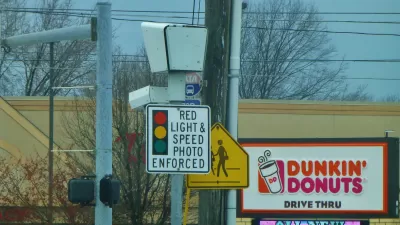 RED
LIGHT &
SPEED
PHOTO
ENFORCED
DUNKIN'
DONUTS
DRIVE THRU